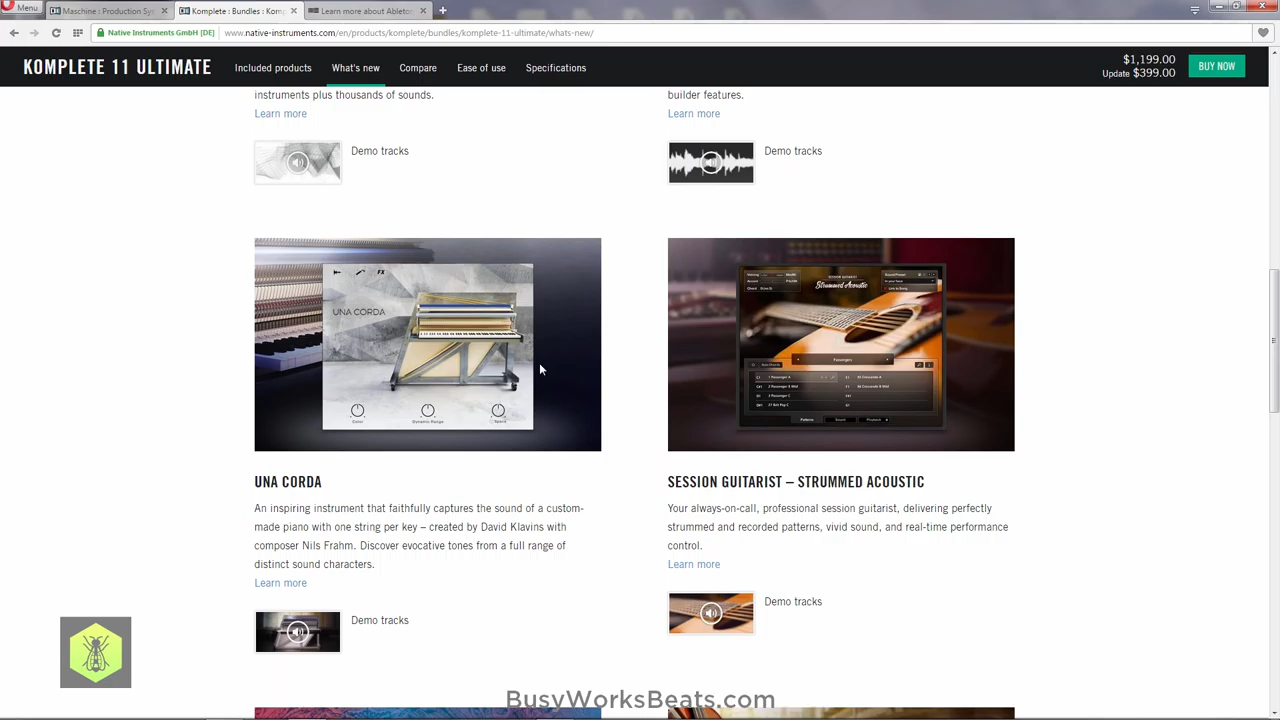 Menu
Maschine : Production Sy
Komplete : Bundles : Kom
Learn more about Ableton
Native Instruments GmbH [DE]
www.native-instruments.com/en/products/komplete/bundles/komplete-11-ultimate/whats-new/
KOMPLETE 11 ULTIMATE
Included products
What's new
Compare
Ease of use
Specifications
$1,199.00
Update $399.00
BUY NOW
instruments plus thousands of sounds.
Learn more
Demo tracks
builder features.
Learn more
Demo tracks
FX
UNA CORDA
Color
Dynamic Range
Space
SESSION GUITARIST
Strummed Acoustic
UNA CORDA
An inspiring instrument that faithfully captures the sound of a custom-
made piano with one string per key – created by David Klavins with
composer Nils Frahm. Discover evocative tones from a full range of
distinct sound characters.
Learn more
Demo tracks
SESSION GUITARIST – STRUMMED ACOUSTIC
Your always-on-call, professional session guitarist, delivering perfectly
strummed and recorded patterns, vivid sound, and real-time performance
control.
Learn more
Demo tracks
BusyWorksBeats.com